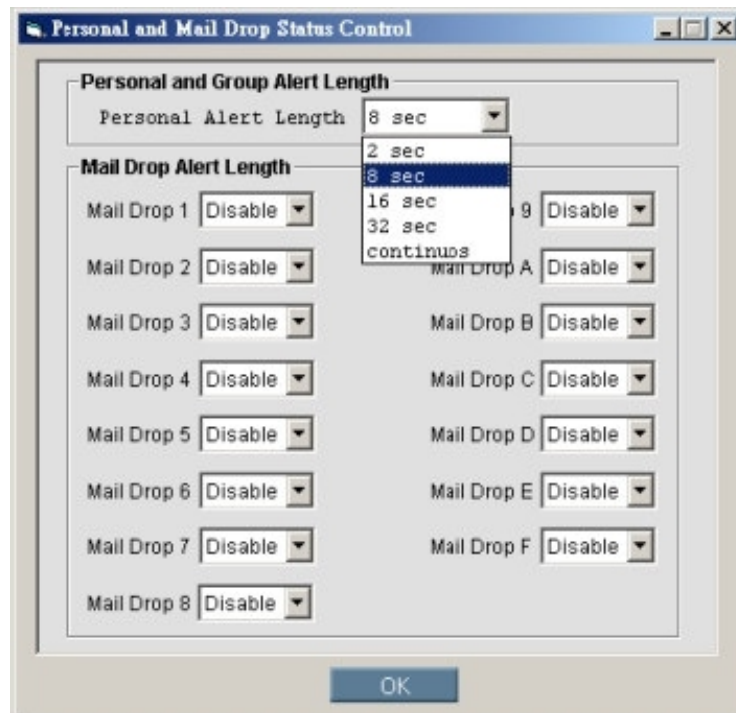 Personal and Mail Drop Status Control
Personal and Group Alert Length
Personal Alert Length 8 sec
2 sec
8 sec
16 sec
32 sec
continuos
Mail Drop Alert Length
Mail Drop 1 Disable
9 Disable
Mail Drop 2 Disable
Mail Drop A Disable
Mail Drop 3 Disable
Mail Drop B Disable
Mail Drop 4 Disable
Mail Drop C Disable
Mail Drop 5 Disable
Mail Drop D Disable
Mail Drop 6 Disable
Mail Drop E Disable
Mail Drop 7 Disable
Mail Drop F Disable
Mail Drop 8 Disable
OK